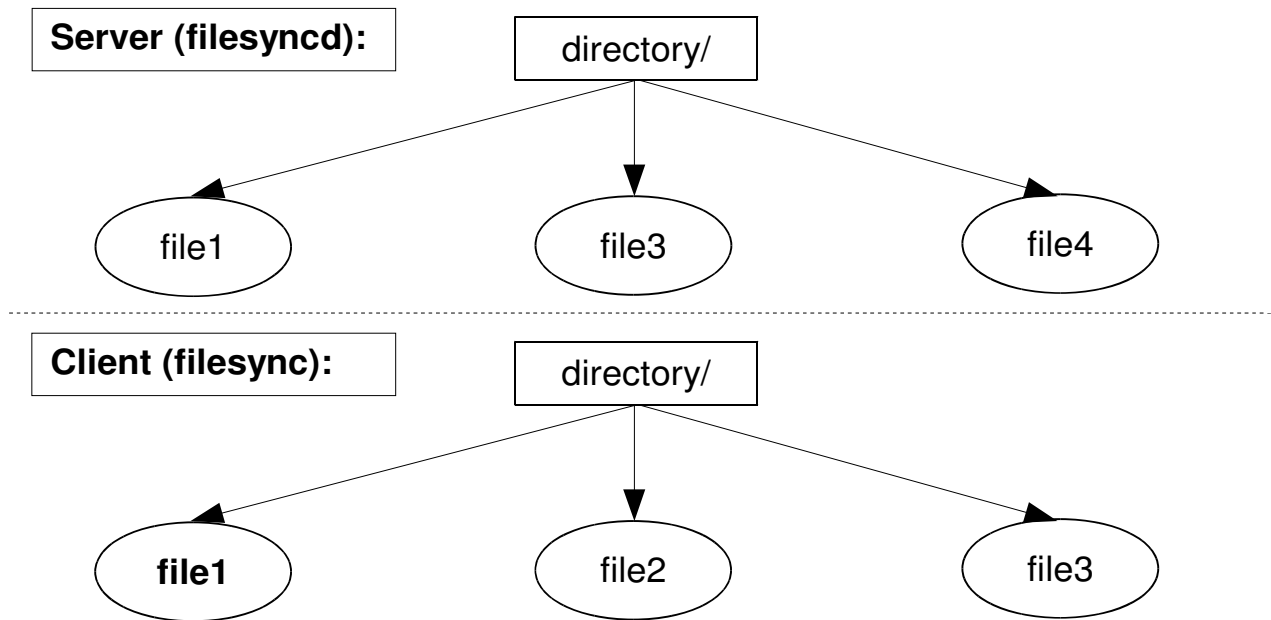 Server (filesyncd):
directory/
file1
file3
file4
Client (filesync):
directory/
file1
file2
file3